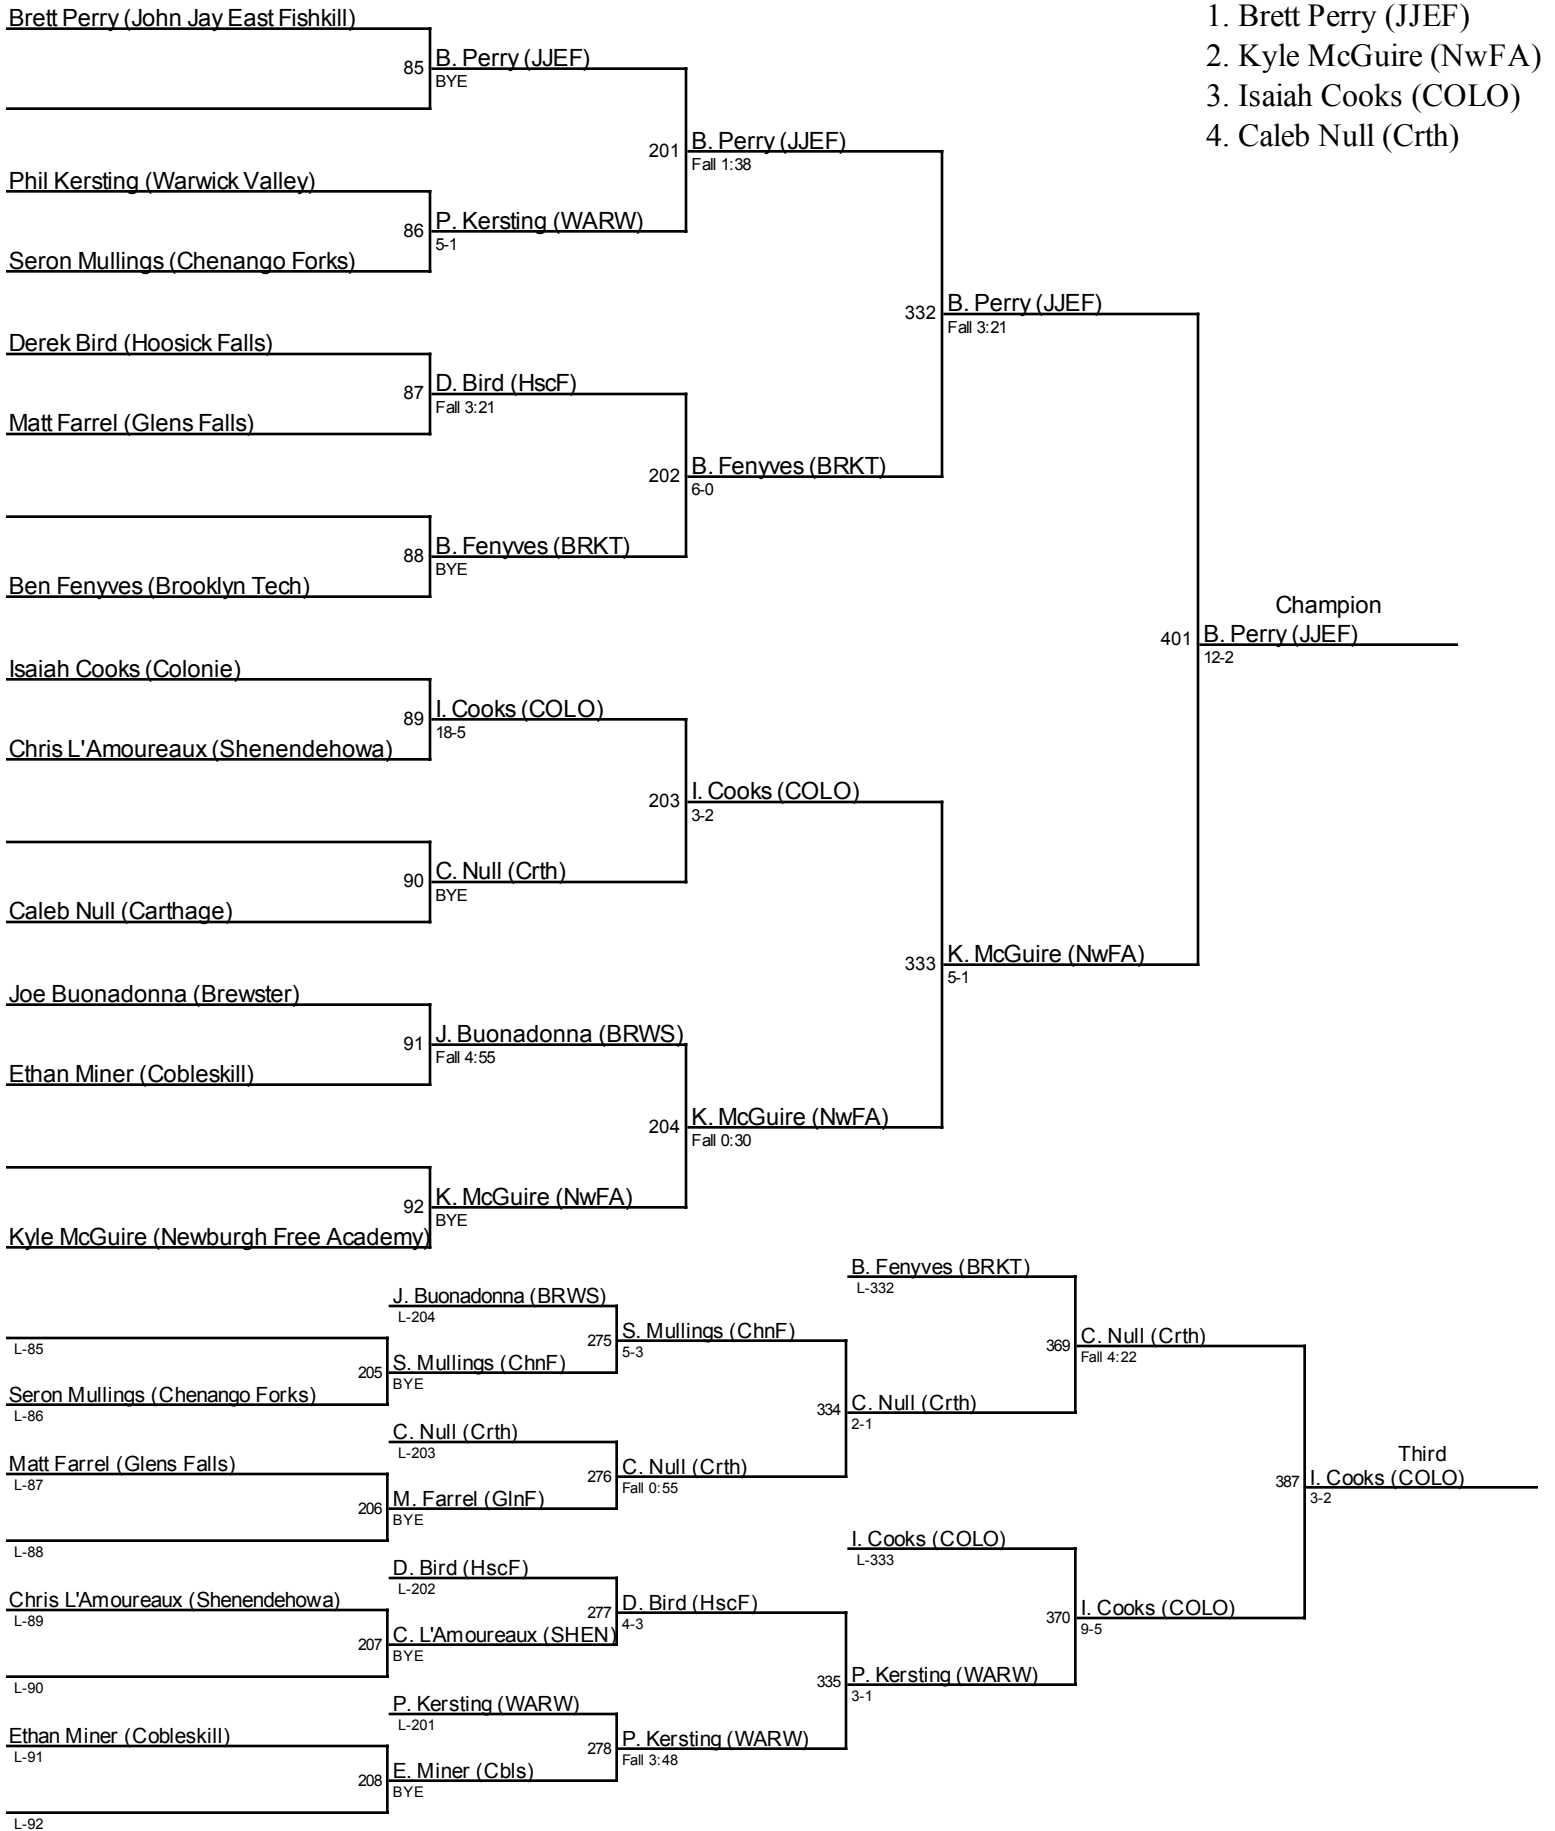 1. Brett Perry (JJEF)
2. Kyle McGuire (NwFA)
3. Isaiah Cooks (COLO)
4. Caleb Null (Crth)
Brett Perry (John Jay East Fishkill)
85
B. Perry (JJEF)
BYE
201
B. Perry (JJEF)
Fall 1:38
Phil Kersting (Warwick Valley)
86
P. Kersting (WARW)
5-1
Seron Mullings (Chenango Forks)
332
B. Perry (JJEF)
Fall 3:21
Derek Bird (Hoosick Falls)
87
D. Bird (HscF)
Fall 3:21
Matt Farrel (Glens Falls)
202
B. Fenyves (BRKT)
6-0
88
B. Fenyves (BRKT)
BYE
Ben Fenyves (Brooklyn Tech)
Champion
401
B. Perry (JJEF)
12-2
Isaiah Cooks (Colonie)
89
I. Cooks (COLO)
18-5
Chris L'Amoureaux (Shenendehowa)
203
I. Cooks (COLO)
3-2
90
C. Null (Crth)
BYE
Caleb Null (Carthage)
333
K. McGuire (NwFA)
5-1
Joe Buonadonna (Brewster)
91
J. Buonadonna (BRWS)
Fall 4:55
Ethan Miner (Cobleskill)
204
K. McGuire (NwFA)
Fall 0:30
92
K. McGuire (NwFA)
BYE
Kyle McGuire (Newburgh Free Academy)
B. Fenyves (BRKT)
L-332
J. Buonadonna (BRWS)
L-204
275
S. Mullings (ChnF)
5-3
L-85
205
S. Mullings (ChnF)
BYE
Seron Mullings (Chenango Forks)
L-86
369
C. Null (Crth)
Fall 4:22
334
C. Null (Crth)
2-1
C. Null (Crth)
L-203
Matt Farrel (Glens Falls)
L-87
276
C. Null (Crth)
Fall 0:55
206
M. Farrel (GlnF)
BYE
L-88
Third
387
I. Cooks (COLO)
3-2
I. Cooks (COLO)
L-333
D. Bird (HscF)
L-202
Chris L'Amoureaux (Shenendehowa)
L-89
277
D. Bird (HscF)
4-3
207
C. L'Amoureaux (SHEN)
BYE
L-90
370
I. Cooks (COLO)
9-5
335
P. Kersting (WARW)
3-1
P. Kersting (WARW)
L-201
Ethan Miner (Cobleskill)
L-91
278
P. Kersting (WARW)
Fall 3:48
208
E. Miner (Cbls)
BYE
L-92